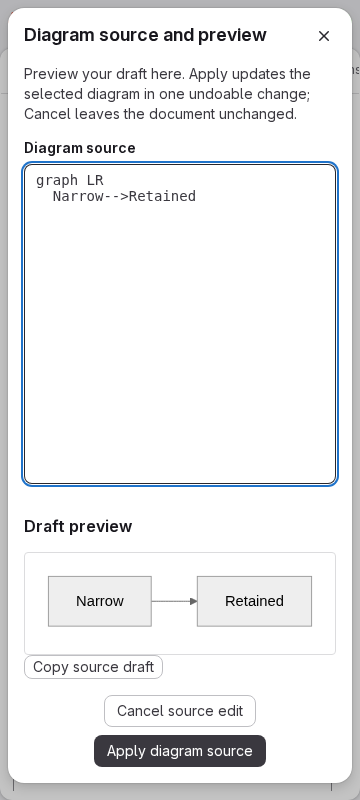 Diagram source and preview
Preview your draft here. Apply updates the
selected diagram in one undoable change;
Cancel leaves the document unchanged.
Diagram source
graph LR
  Narrow-->Retained
Draft preview
Narrow
Retained
Copy source draft
Cancel source edit
Apply diagram source